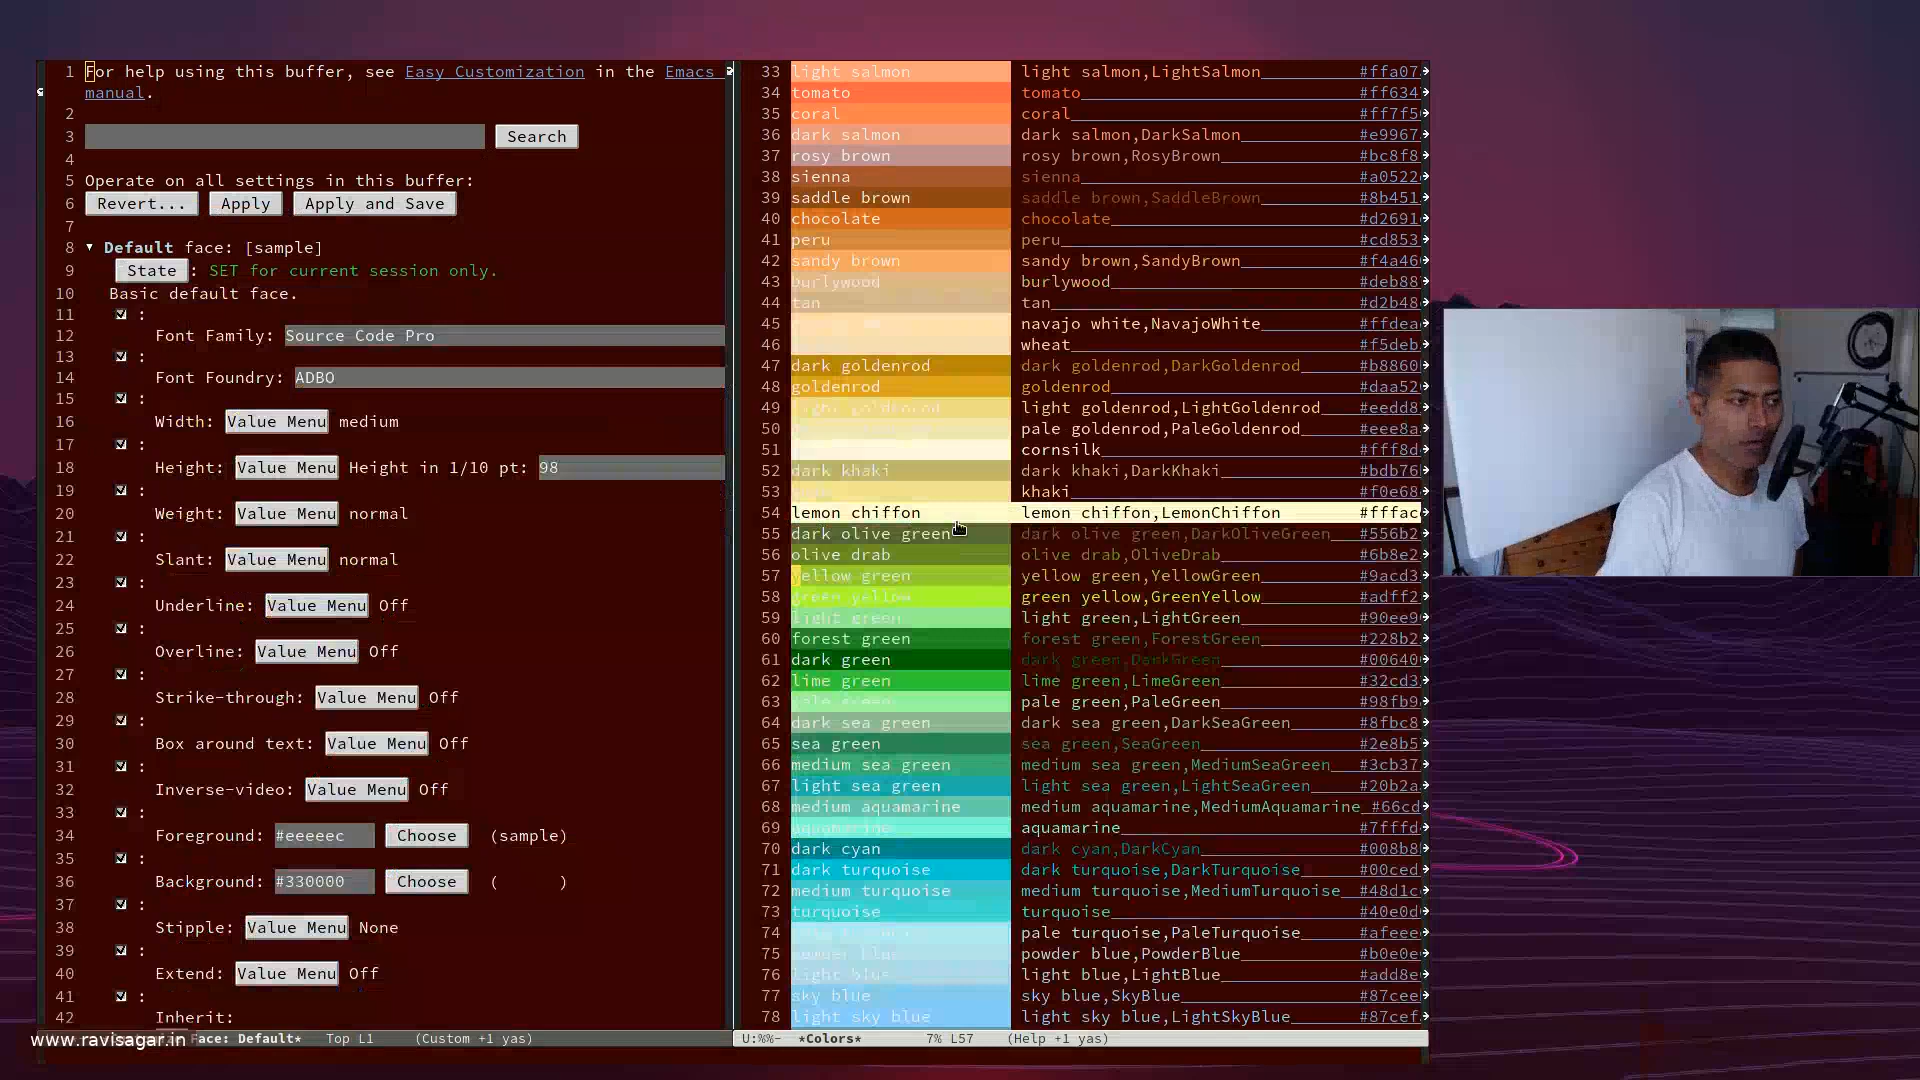 1 For help using this buffer, see Easy Customization in the Emacs
manual.
2
3 Search
4
5 Operate on all settings in this buffer:
6 Revert... Apply Apply and Save
7
8 ▼ Default face: [sample]
9 State : SET for current session only.
10 Basic default face.
11 :
12 Font Family: Source Code Pro
13 :
14 Font Foundry: ADBO
15 :
16 Width: Value Menu medium
17 :
18 Height: Value Menu Height in 1/10 pt: 98
19 :
20 Weight: Value Menu normal
21 :
22 Slant: Value Menu normal
23 :
24 Underline: Value Menu Off
25 :
26 Overline: Value Menu Off
27 :
28 Strike-through: Value Menu Off
29 :
30 Box around text: Value Menu Off
31 :
32 Inverse-video: Value Menu Off
33 :
34 Foreground: #eeeeec Choose (sample)
35 :
36 Background: #330000 Choose ( )
37 :
38 Stipple: Value Menu None
39 :
40 Extend: Value Menu Off
41 :
42 Inherit:
Face: Default* Top L1 (Custom +1 yas)
www.ravisagar.in
33 light salmon light salmon,LightSalmon #ffa07
34 tomato tomato #ff634
35 coral coral #ff7f5
36 dark salmon dark salmon,DarkSalmon #e9967
37 rosy brown rosy brown,RosyBrown #bc8f8
38 sienna sienna #a0522
39 saddle brown saddle brown,SaddleBrown #8b451
40 chocolate chocolate #d2691
41 peru peru #cd853
42 sandy brown sandy brown,SandyBrown #f4a46
43 burlywood burlywood #deb88
44 tan tan #d2b48
45 navajo white,NavajoWhite #ffdea
46 wheat #f5deb
47 dark goldenrod dark goldenrod,DarkGoldenrod #b8860
48 goldenrod goldenrod #daa52
49 light goldenrod light goldenrod,LightGoldenrod #eedd8
50 pale goldenrod,PaleGoldenrod #eee8a
51 cornsilk #fff8d
52 dark khaki dark khaki,DarkKhaki #bdb76
53 khaki #f0e68
54 lemon chiffon lemon chiffon,LemonChiffon #fffac
55 dark olive green dark olive green,DarkOliveGreen #556b2
56 olive drab olive drab,OliveDrab #6b8e2
57 yellow green yellow green,YellowGreen #9acd3
58 green yellow green yellow,GreenYellow #adff2
59 light green light green,LightGreen #90ee9
60 forest green forest green,ForestGreen #228b2
61 dark green dark green,DarkGreen #00640
62 lime green lime green,LimeGreen #32cd3
63 pale green pale green,PaleGreen #98fb9
64 dark sea green dark sea green,DarkSeaGreen #8fbc8
65 sea green sea green,SeaGreen #2e8b5
66 medium sea green medium sea green,MediumSeaGreen #3cb37
67 light sea green light sea green,LightSeaGreen #20b2a
68 medium aquamarine medium aquamarine,MediumAquamarine #66cd
69 aquamarine aquamarine #7fffd
70 dark cyan dark cyan,DarkCyan #008b8
71 dark turquoise dark turquoise,DarkTurquoise #00ced
72 medium turquoise medium turquoise,MediumTurquoise #48d1c
73 turquoise turquoise #40e0d
74 pale turquoise,PaleTurquoise #afeee
75 powder blue powder blue,PowderBlue #b0e0e
76 light blue light blue,LightBlue #add8e
77 sky blue sky blue,SkyBlue #87cee
78 light sky blue light sky blue,LightSkyBlue #87cef
U:%%- *Colors* 7% L57 (Help +1 yas)